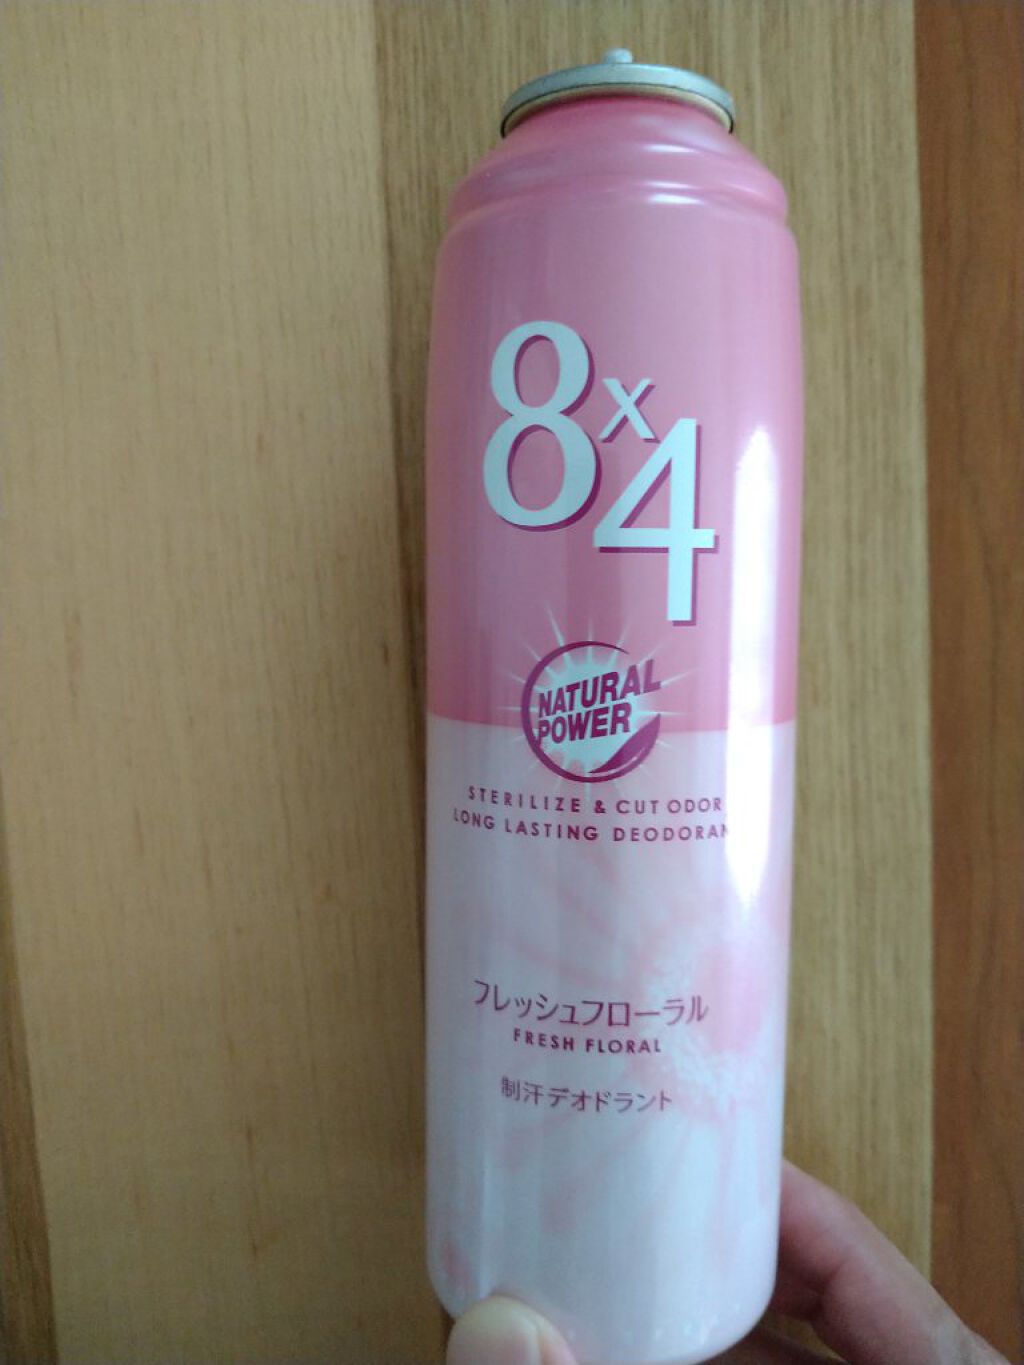 8x4
NATURAL
POWER
STERILIZE & CUT ODOR
LONG LASTING DEODORAN
フレッシュフローラル
FRESH FLORAL
制汗デオドラント